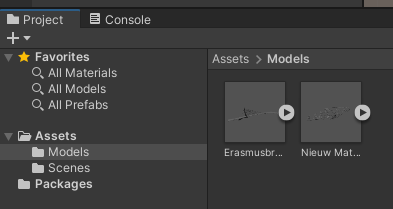 Project
Console
Favorites
All Materials
All Models
All Prefabs
Assets
Models
Scenes
Packages
Assets > Models
Erasmusbr...
Nieuw Mat...